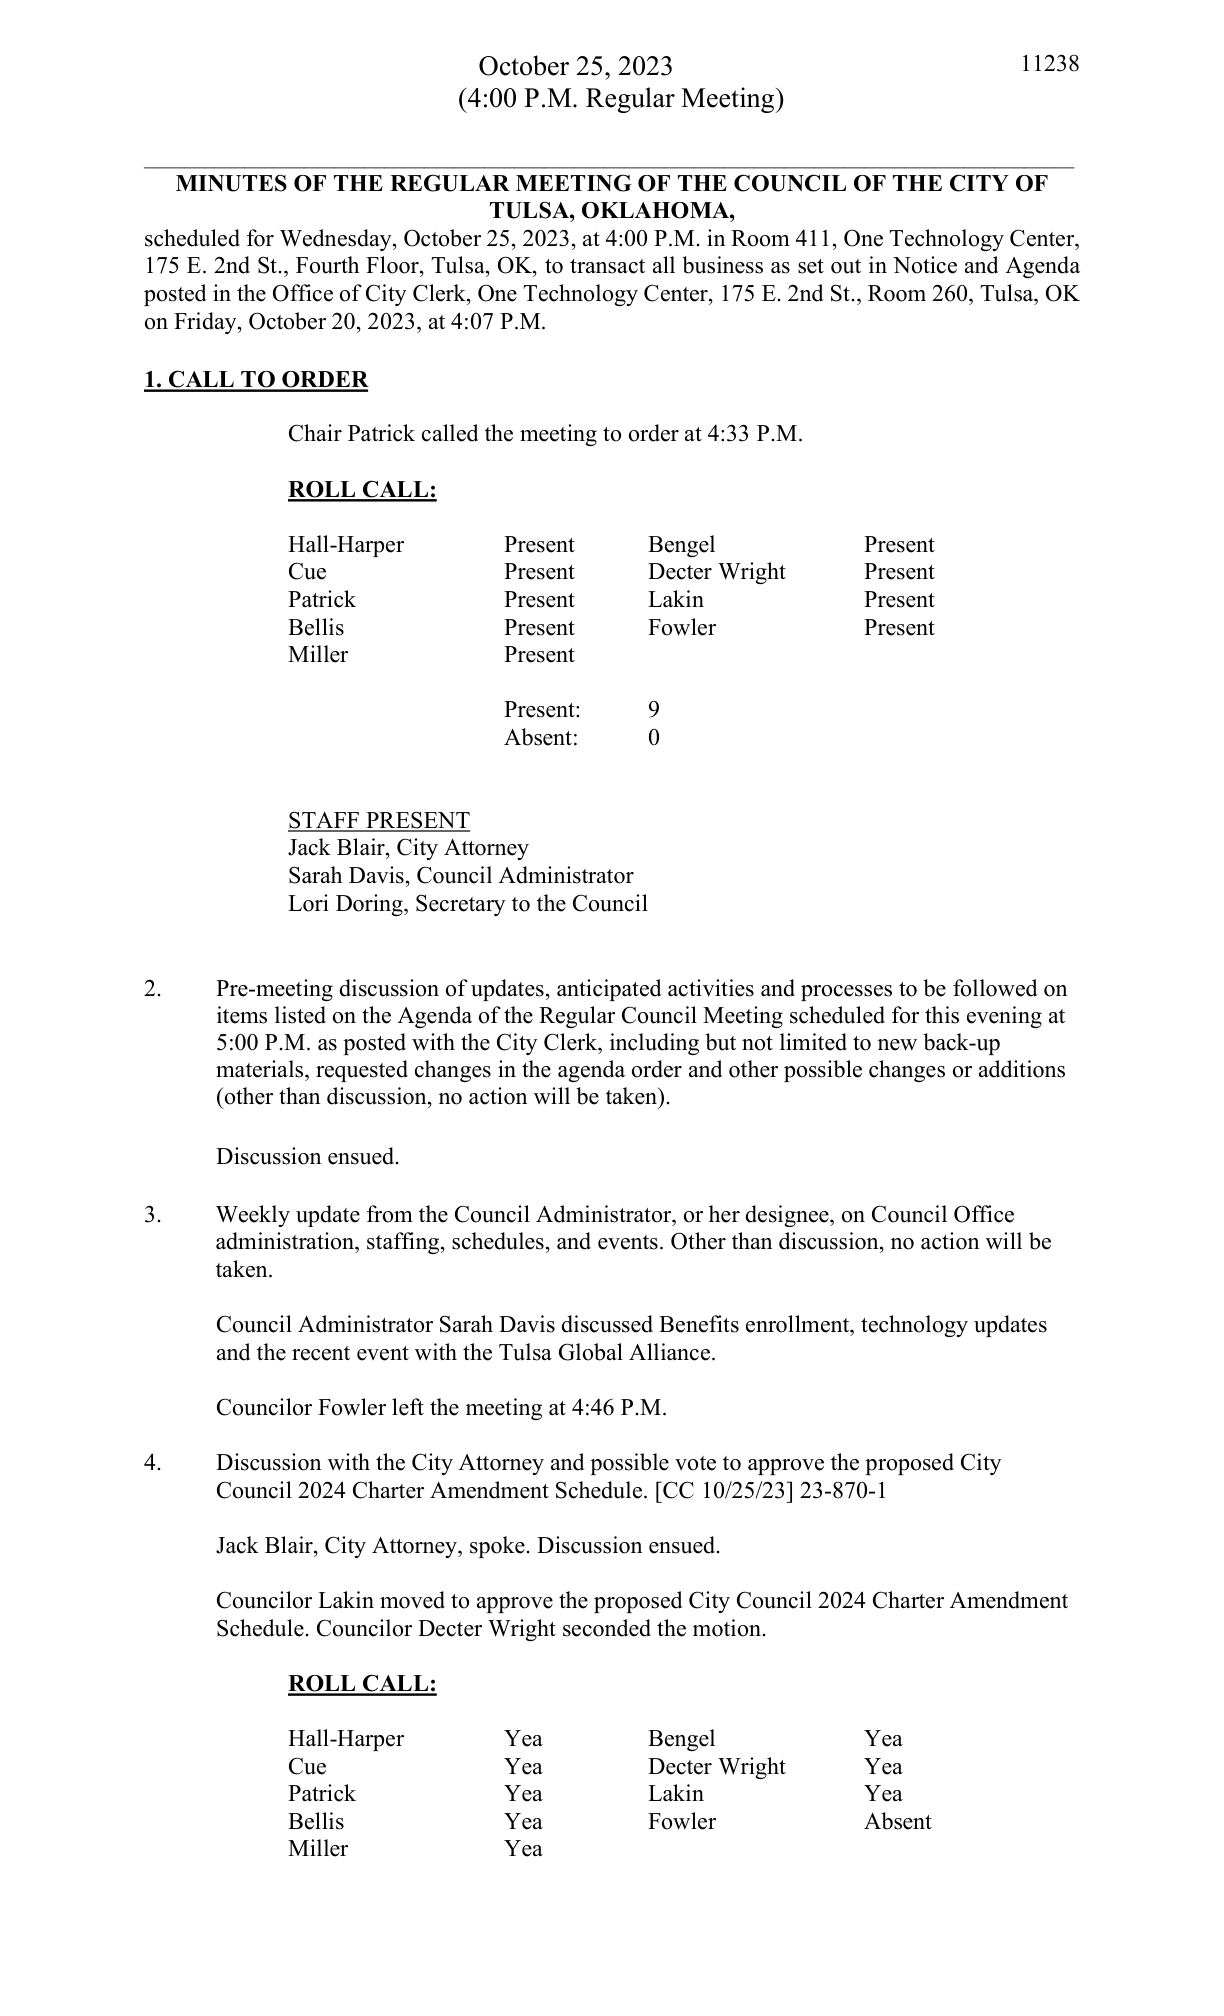 October 25, 2023
11238
(4:00 P.M. Regular Meeting)
MINUTES OF THE REGULAR MEETING OF THE COUNCIL OF THE CITY OF
TULSA, OKLAHOMA,
scheduled for Wednesday, October 25, 2023, at 4:00 P.M. in Room 411, One Technology Center,
175 E. 2nd St., Fourth Floor, Tulsa, OK, to transact all business as set out in Notice and Agenda
posted in the Office of City Clerk, One Technology Center, 175 E. 2nd St., Room 260, Tulsa, OK
on Friday, October 20, 2023, at 4:07 P.M.
1. CALL TO ORDER
Chair Patrick called the meeting to order at 4:33 P.M.
ROLL CALL:
Hall-Harper Present Bengel Present
Cue Present Decter Wright Present
Patrick Present Lakin Present
Bellis Present Fowler Present
Miller Present
Present: 9
Absent: 0
STAFF PRESENT
Jack Blair, City Attorney
Sarah Davis, Council Administrator
Lori Doring, Secretary to the Council
2. Pre-meeting discussion of updates, anticipated activities and processes to be followed on
items listed on the Agenda of the Regular Council Meeting scheduled for this evening at
5:00 P.M. as posted with the City Clerk, including but not limited to new back-up
materials, requested changes in the agenda order and other possible changes or additions
(other than discussion, no action will be taken).
Discussion ensued.
3. Weekly update from the Council Administrator, or her designee, on Council Office
administration, staffing, schedules, and events. Other than discussion, no action will be
taken.
Council Administrator Sarah Davis discussed Benefits enrollment, technology updates
and the recent event with the Tulsa Global Alliance.
Councilor Fowler left the meeting at 4:46 P.M.
4. Discussion with the City Attorney and possible vote to approve the proposed City
Council 2024 Charter Amendment Schedule. [CC 10/25/23] 23-870-1
Jack Blair, City Attorney, spoke. Discussion ensued.
Councilor Lakin moved to approve the proposed City Council 2024 Charter Amendment
Schedule. Councilor Decter Wright seconded the motion.
ROLL CALL:
Hall-Harper Yea Bengel Yea
Cue Yea Decter Wright Yea
Patrick Yea Lakin Yea
Bellis Yea Fowler Absent
Miller Yea